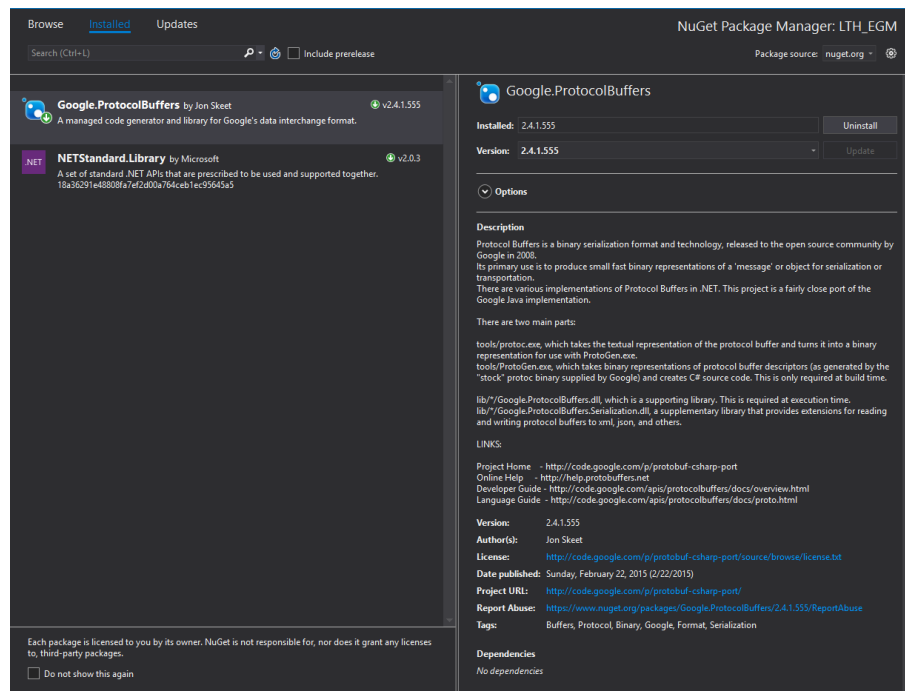 Browse Installed Updates
NuGet Package Manager: LTH_EGM
Search (Ctrl+L)
Include prerelease
Package source: nuget.org
Google.ProtocolBuffers by Jon Skeet v2.4.1.555
A managed code generator and library for Google's data interchange format.
.NET
NETStandard.Library by Microsoft v2.0.3
A set of standard .NET APIs that are prescribed to be used and supported together.
18a36291e48808fa7ef2d00a764ceb1ec95645a5
Each package is licensed to you by its owner. NuGet is not responsible for, nor does it grant any licenses
to, third-party packages.
Do not show this again
Google.ProtocolBuffers
Installed: 2.4.1.555 Uninstall
Version: 2.4.1.555 Update
Options
Description
Protocol Buffers is a binary serialization format and technology, released to the open source community by
Google in 2008.
Its primary use is to produce small fast binary representations of a 'message' or object for serialization or
transportation.
There are various implementations of Protocol Buffers in .NET. This project is a fairly close port of the
Google Java implementation.
There are two main parts:
tools/protoc.exe, which takes the textual representation of the protocol buffer and turns it into a binary
representation for use with ProtoGen.exe.
tools/ProtoGen.exe, which takes binary representations of protocol buffer descriptors (as generated by the
"stock" protoc binary supplied by Google) and creates C# source code. This is only required at build time.
lib/*/Google.ProtocolBuffers.dll, which is a supporting library. This is required at execution time.
lib/*/Google.ProtocolBuffers.Serialization.dll, a supplementary library that provides extensions for reading
and writing protocol buffers to xml, json, and others.
LINKS:
Project Home - http://code.google.com/p/protobuf-csharp-port
Online Help - http://help.protobuffers.net
Developer Guide - http://code.google.com/apis/protocolbuffers/docs/overview.html
Language Guide - http://code.google.com/apis/protocolbuffers/docs/proto.html
Version: 2.4.1.555
Author(s): Jon Skeet
License: http://code.google.com/p/protobuf-csharp-port/source/browse/license.txt
Date published: Sunday, February 22, 2015 (2/22/2015)
Project URL: http://code.google.com/p/protobuf-csharp-port/
Report Abuse: https://www.nuget.org/packages/Google.ProtocolBuffers/2.4.1.555/ReportAbuse
Tags: Buffers, Protocol, Binary, Google, Format, Serialization
Dependencies
No dependencies